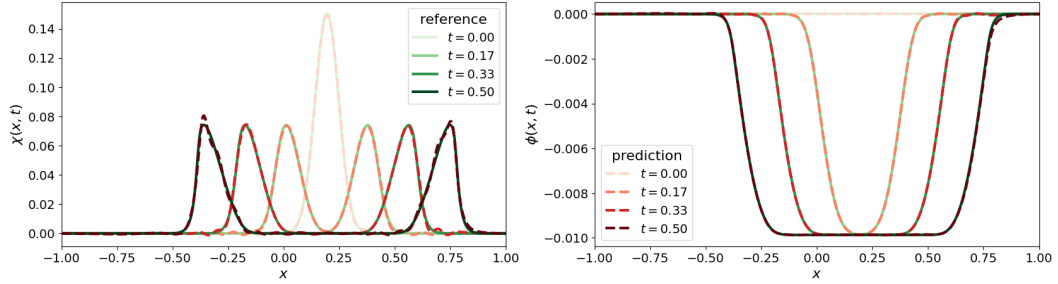 reference
t = 0.00
t = 0.17
t = 0.33
t = 0.50
χ(x, t)
0.14
0.12
0.10
0.08
0.06
0.04
0.02
0.00
−1.00 −0.75 −0.50 −0.25 0.00 0.25 0.50 0.75 1.00
x
ϕ(x, t)
0.000
−0.002
−0.004
−0.006
−0.008
−0.010
prediction
t = 0.00
t = 0.17
t = 0.33
t = 0.50
−1.00 −0.75 −0.50 −0.25 0.00 0.25 0.50 0.75 1.00
x